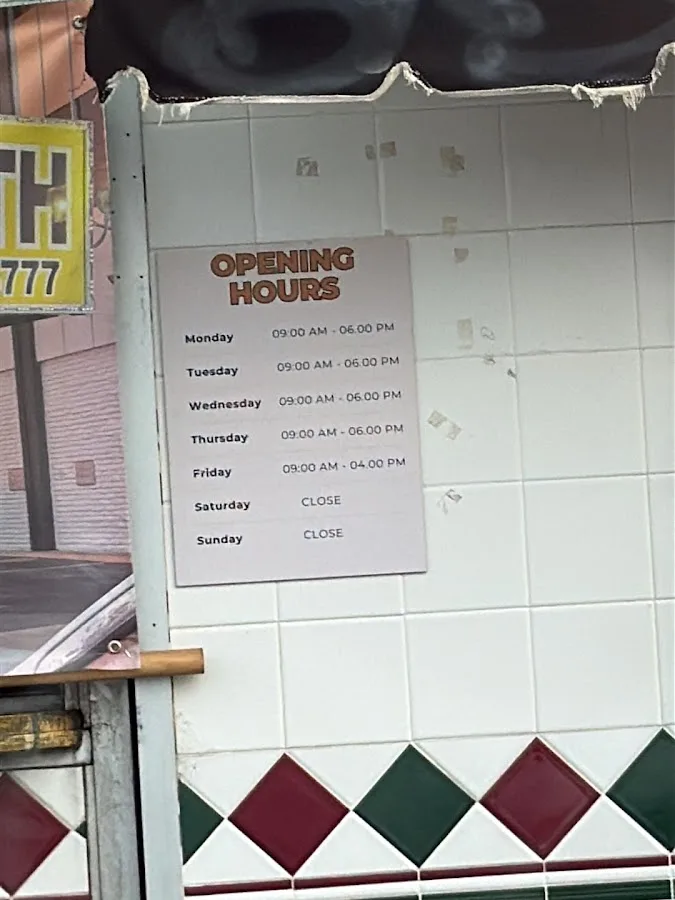 TH
777
OPENING
HOURS
Monday 09:00 AM - 06.00 PM
Tuesday 09:00 AM - 06.00 PM
Wednesday 09:00 AM - 06.00 PM
Thursday 09:00 AM - 06.00 PM
Friday 09:00 AM - 04.00 PM
Saturday CLOSE
Sunday CLOSE